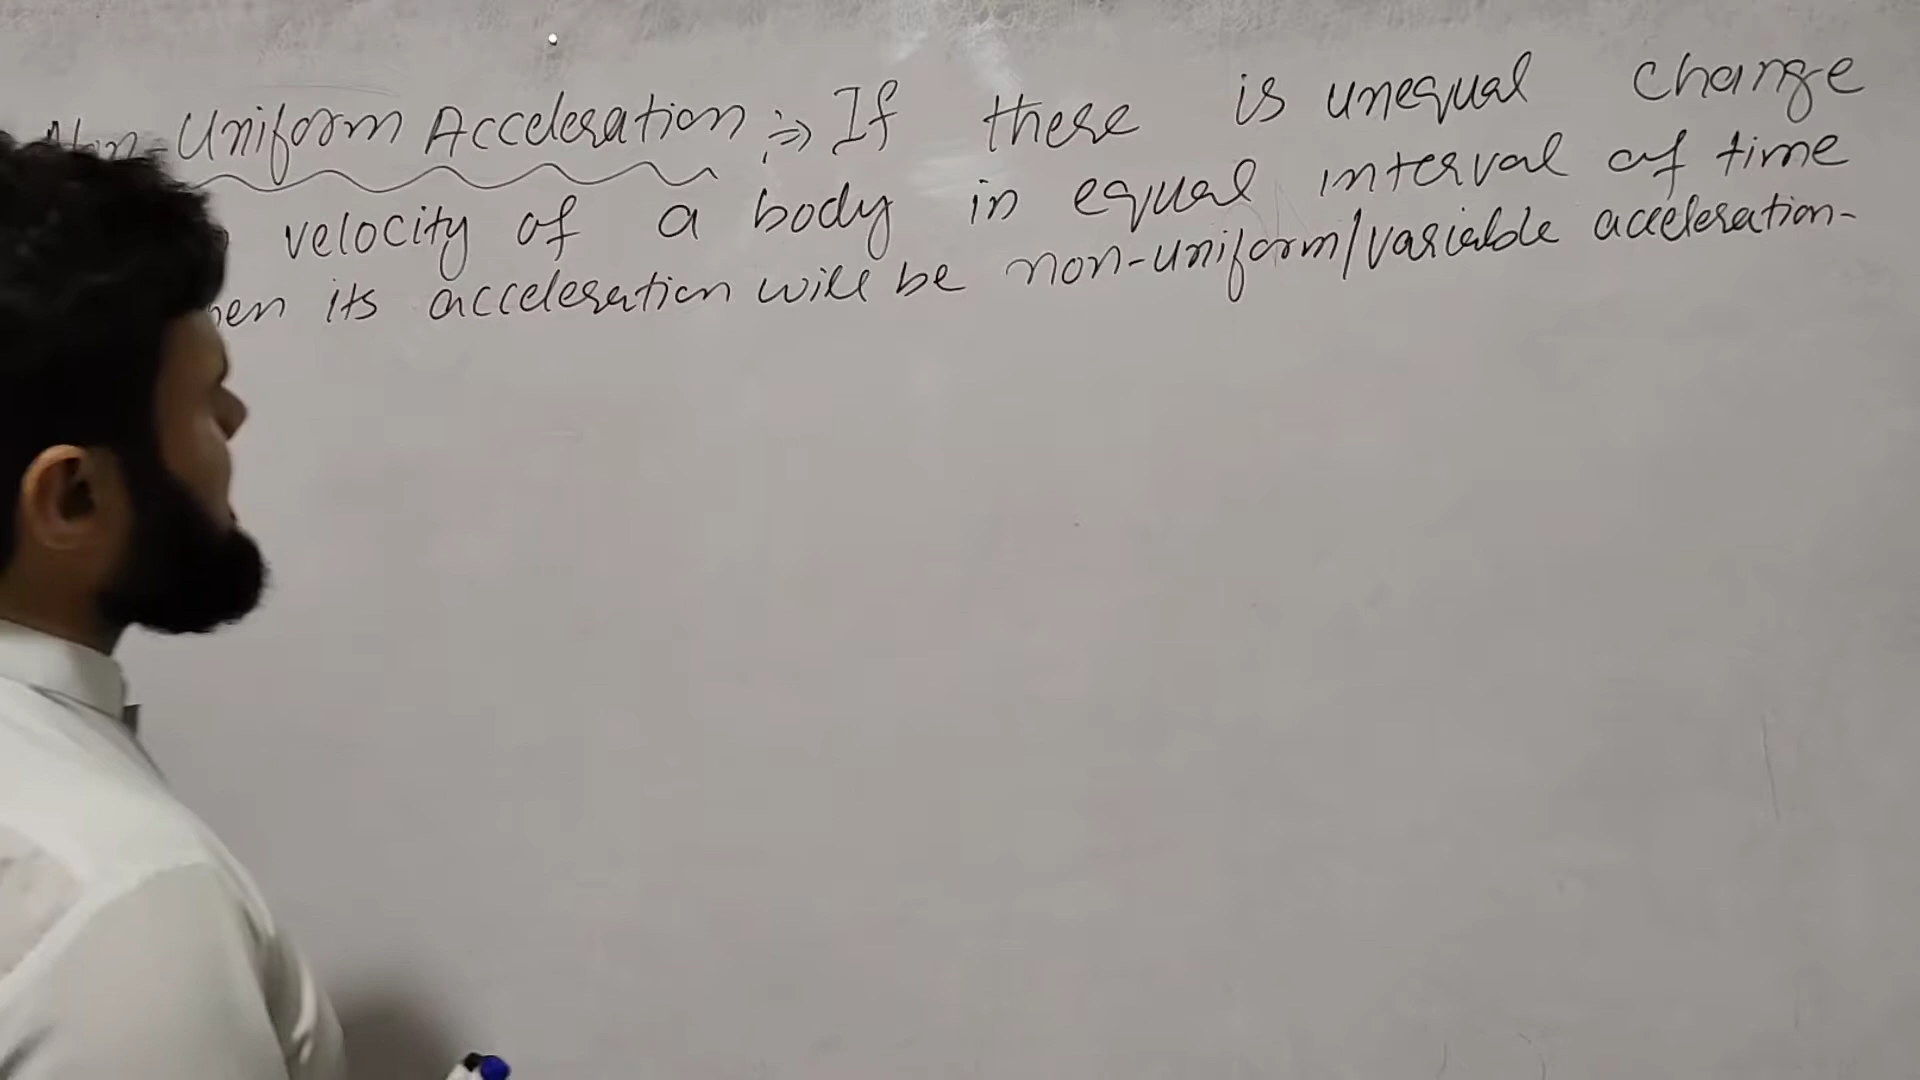 Non-Uniform Acceleration :⇒ If there is unequal change
velocity of a body in equal interval of time
its acceleration will be non-uniform/variable acceleration-